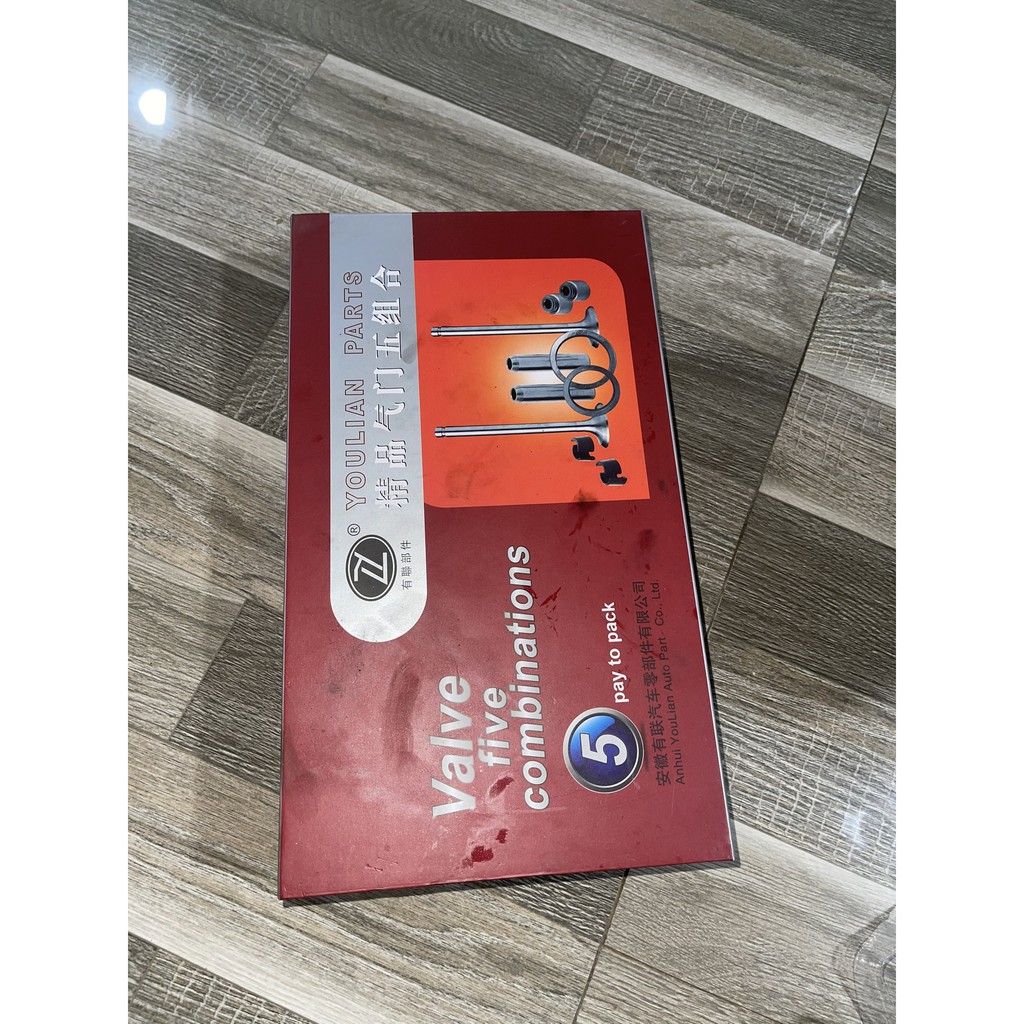 YOULIAN PARTS
精品气门五组合
ZL
®
有聯部件
Valve
five
combinations
5
pay to pack
安徽有联汽车零部件有限公司
Anhui YouLian Auto Part Co., Ltd.